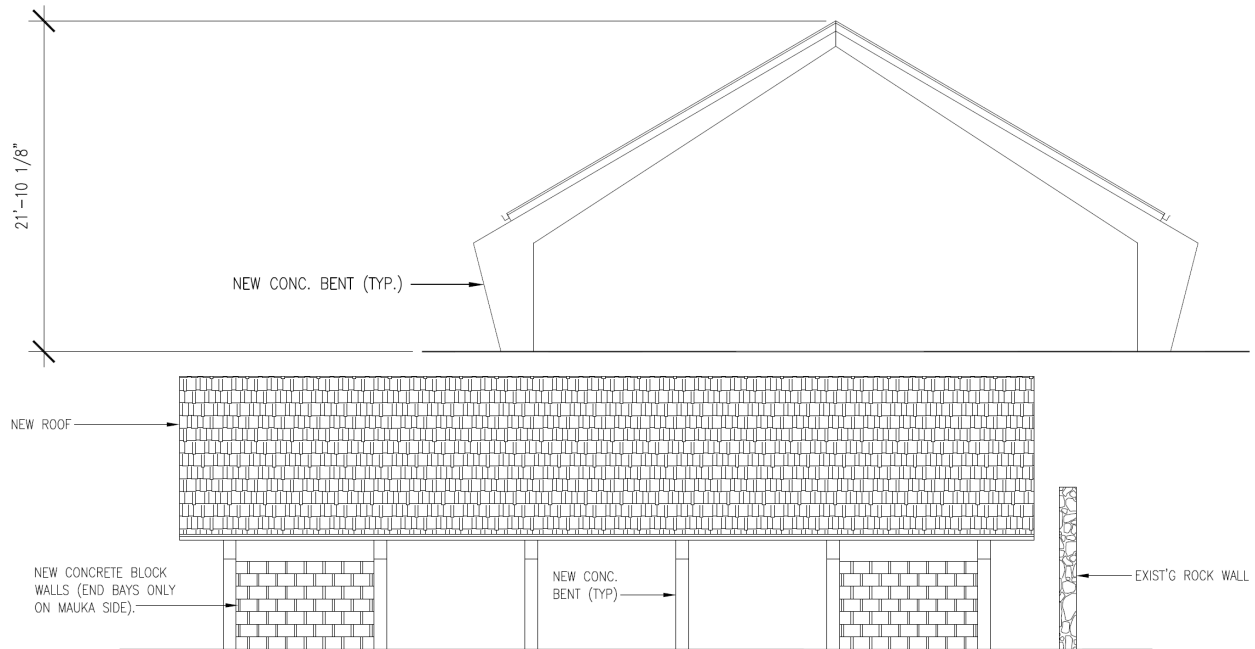 21'-10 1/8"
NEW CONC. BENT (TYP.)
NEW ROOF
NEW CONCRETE BLOCK
WALLS (END BAYS ONLY
ON MAUKA SIDE).
NEW CONC.
BENT (TYP)
EXIST'G ROCK WALL